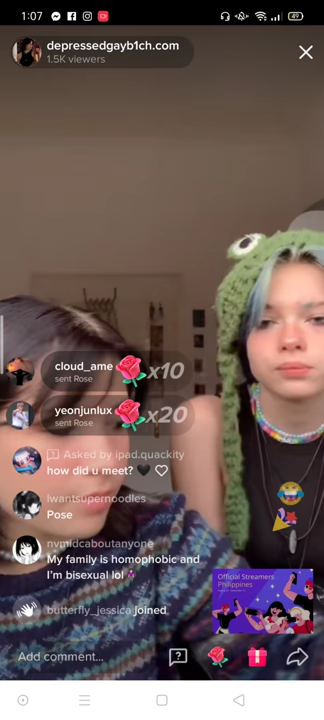 1:07
49
depressedgayb1tch.com
1.5K viewers
cloud_ame
sent Rose
x10
yeonjunlux
sent Rose
x20
Asked by ipad.quackity
how did u meet? 🖤
Iwantsupernoodles
Pose
nvmidcaboutanyone
My family is homophobic and
I'm bisexual lol
butterfly_jessica joined
Official Streamers
Philippines
Add comment...